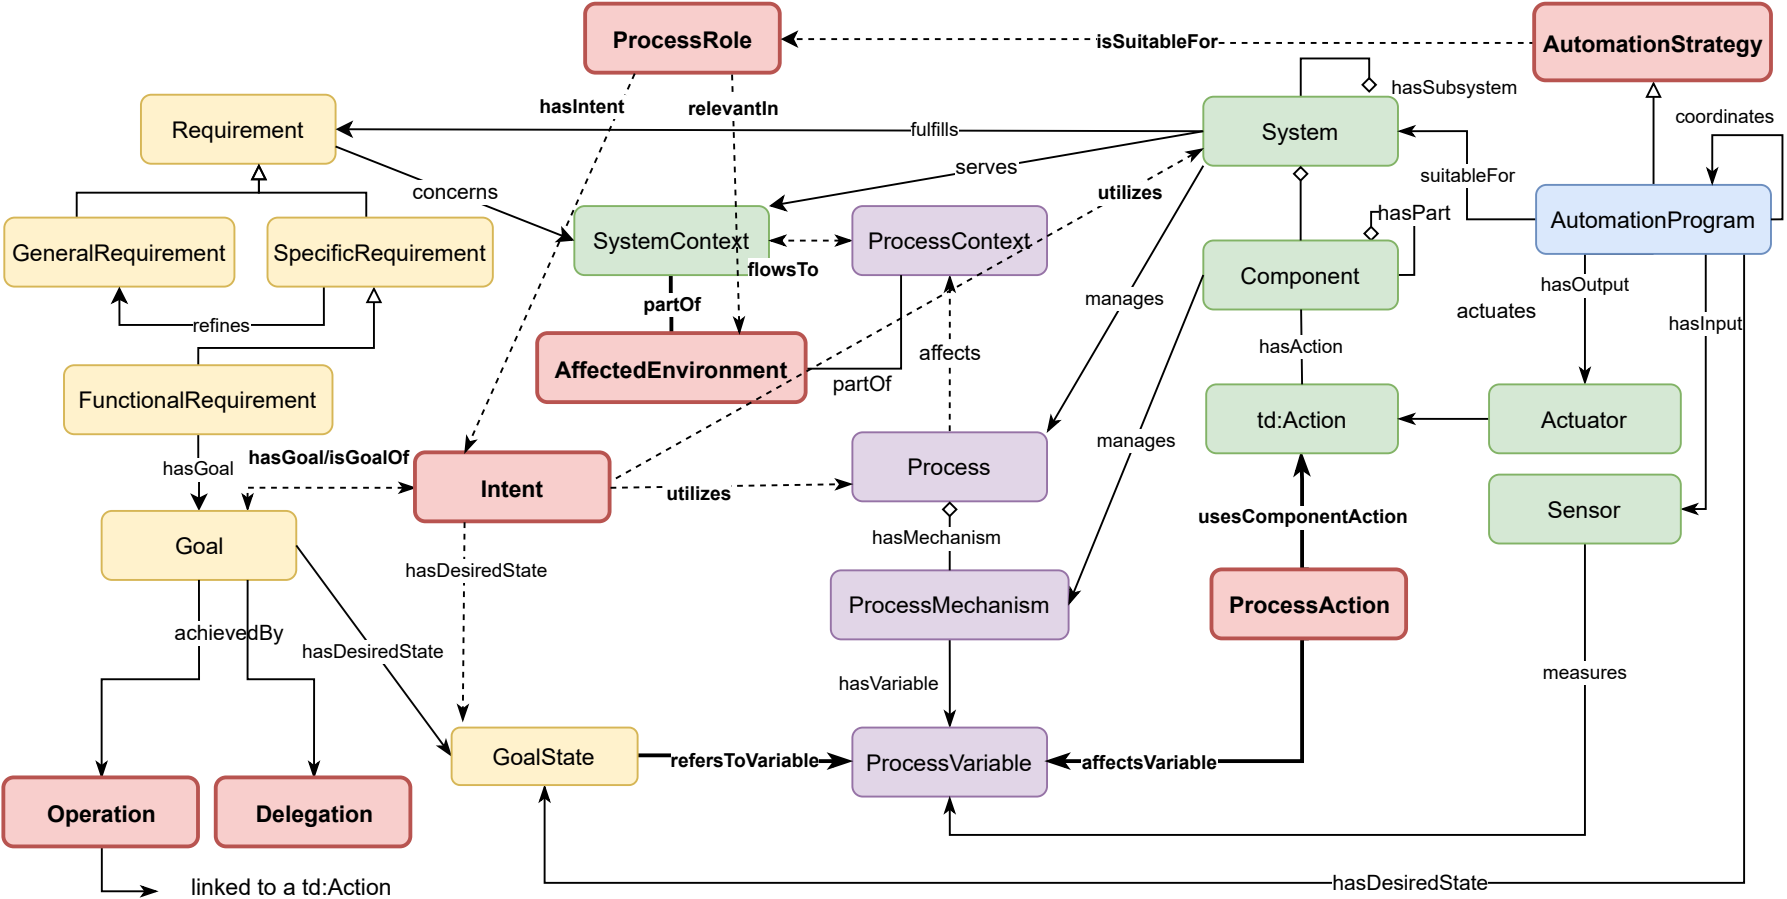 ProcessRole
AutomationStrategy
isSuitableFor
hasSubsystem
hasIntent
relevantIn
coordinates
Requirement
fulfills
System
serves
suitableFor
concerns
utilizes
hasPart
AutomationProgram
GeneralRequirement
SpecificRequirement
SystemContext
ProcessContext
flowsTo
Component
hasOutput
partOf
manages
actuates
hasInput
refines
hasAction
affects
AffectedEnvironment
partOf
FunctionalRequirement
td:Action
Actuator
manages
hasGoal
hasGoal/isGoalOf
Process
Intent
utilizes
Sensor
usesComponentAction
hasMechanism
Goal
hasDesiredState
ProcessMechanism
ProcessAction
achievedBy
hasDesiredState
measures
hasVariable
GoalState
refersToVariable
ProcessVariable
affectsVariable
Operation
Delegation
linked to a td:Action
hasDesiredState